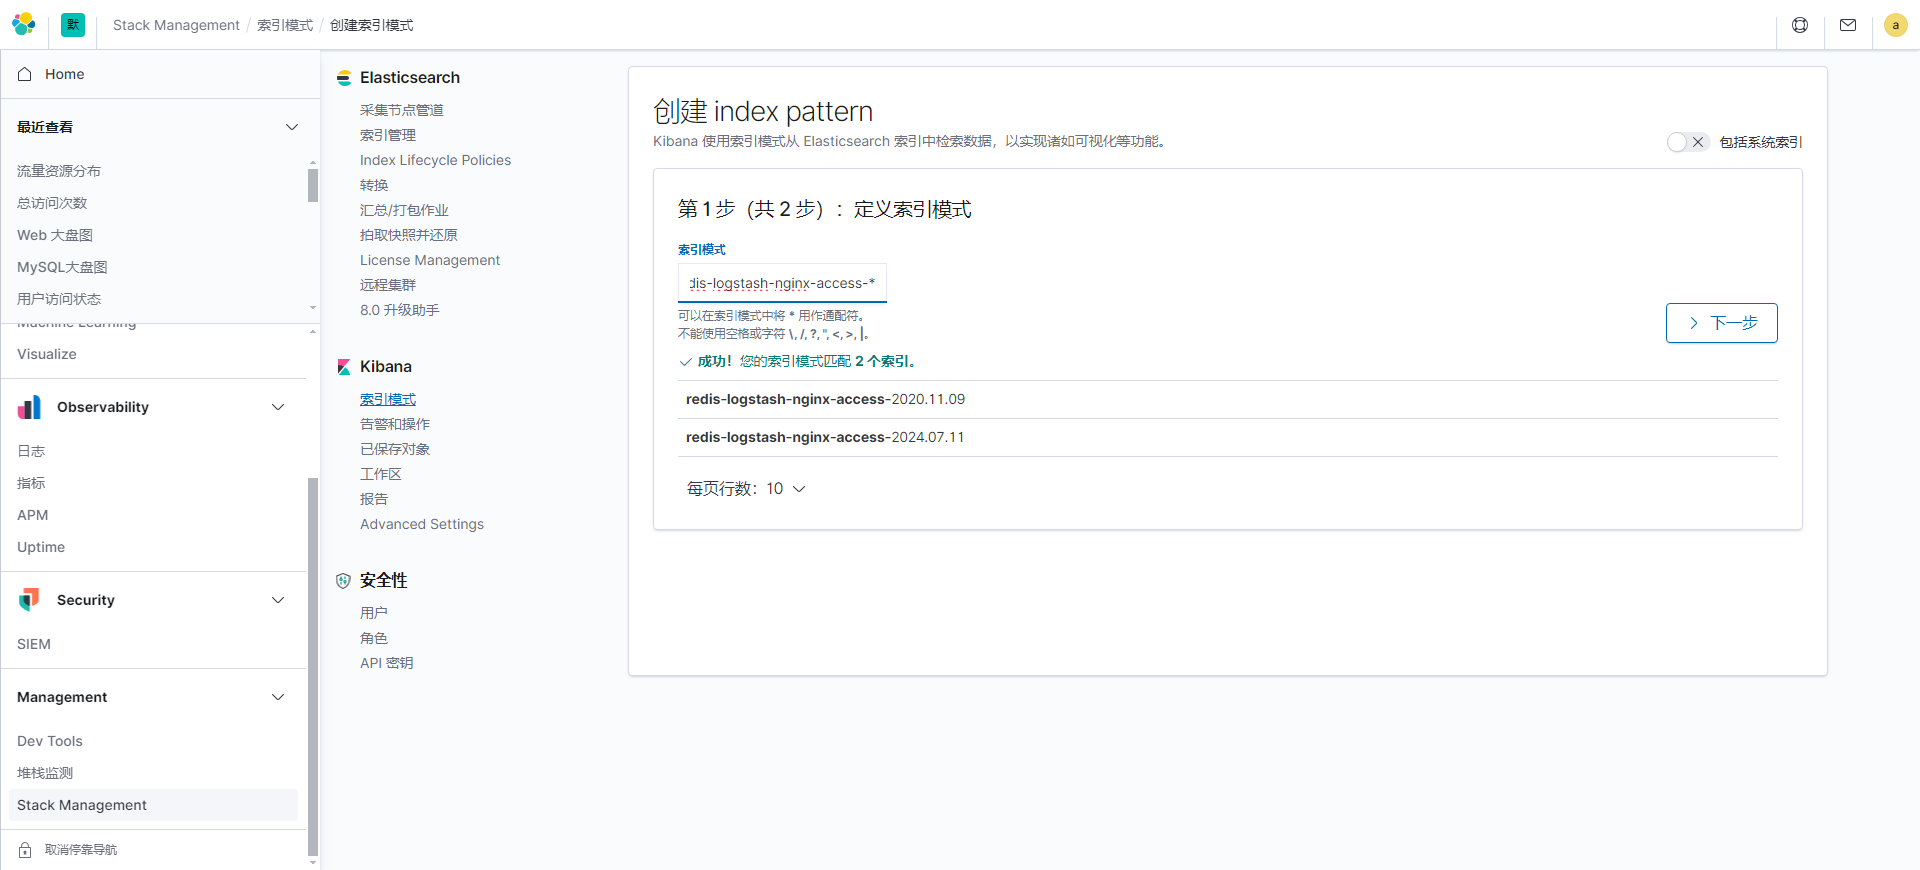 默
Stack Management / 索引模式 / 创建索引模式
a
Home
最近查看
流量资源分布
总访问次数
Web 大盘图
MySQL大盘图
用户访问状态
Machine Learning
Visualize
Observability
日志
指标
APM
Uptime
Security
SIEM
Management
Dev Tools
堆栈监测
Stack Management
取消停靠导航
Elasticsearch
采集节点管道
索引管理
Index Lifecycle Policies
转换
汇总/打包作业
拍取快照并还原
License Management
远程集群
8.0 升级助手
Kibana
索引模式
告警和操作
已保存对象
工作区
报告
Advanced Settings
安全性
用户
角色
API 密钥
创建 index pattern
Kibana 使用索引模式从 Elasticsearch 索引中检索数据，以实现诸如可视化等功能。
包括系统索引
第 1 步（共 2 步）：定义索引模式
索引模式
dis-logstash-nginx-access-*
可以在索引模式中将 * 用作通配符。
不能使用空格或字符 \, /, ?, ", <, >, |。
下一步
成功！您的索引模式匹配 2 个索引。
redis-logstash-nginx-access-2020.11.09
redis-logstash-nginx-access-2024.07.11
每页行数：10